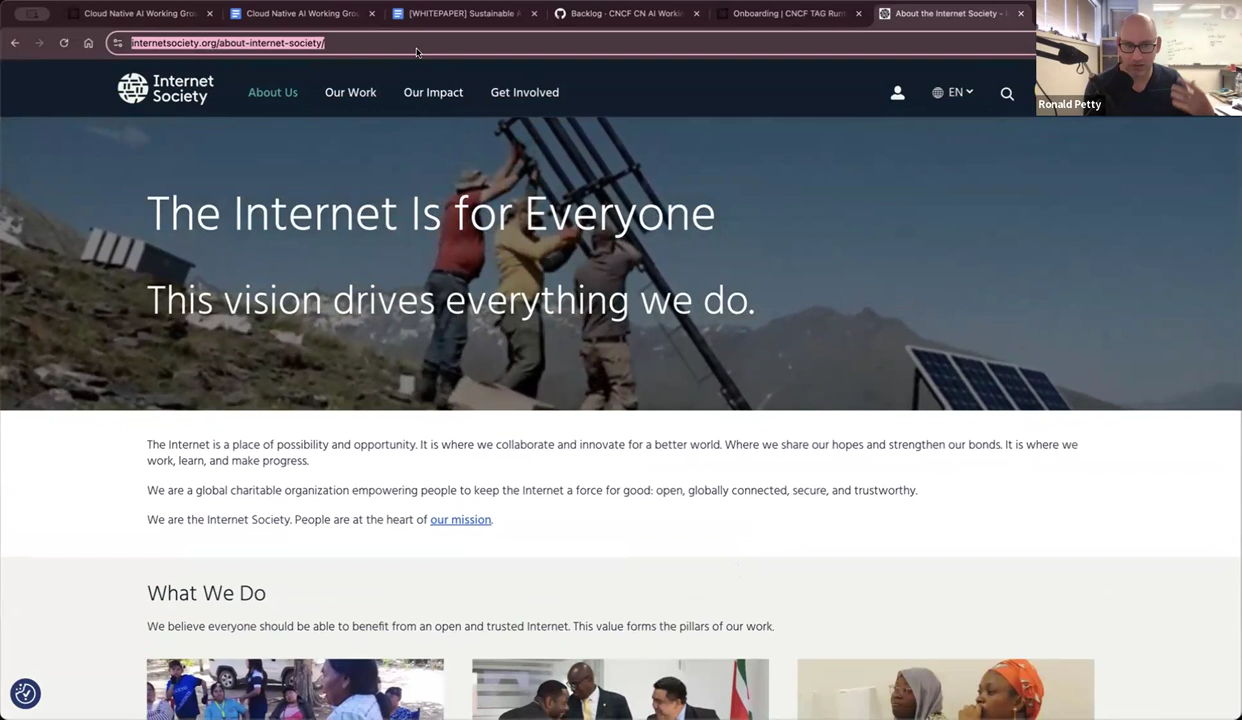 Cloud Native AI Working Gro
Cloud Native AI Working Gro
[WHITEPAPER] Sustainable A
Backlog · CNCF CN AI Workin
Onboarding | CNCF TAG Runt
About the Internet Society -
internetsociety.org/about-internet-society/
Internet
Society
About Us
Our Work
Our Impact
Get Involved
EN
Ronald Petty
The Internet Is for Everyone
This vision drives everything we do.
The Internet is a place of possibility and opportunity. It is where we collaborate and innovate for a better world. Where we share our hopes and strengthen our bonds. It is where we
work, learn, and make progress.
We are a global charitable organization empowering people to keep the Internet a force for good: open, globally connected, secure, and trustworthy.
We are the Internet Society. People are at the heart of our mission.
What We Do
We believe everyone should be able to benefit from an open and trusted Internet. This value forms the pillars of our work.